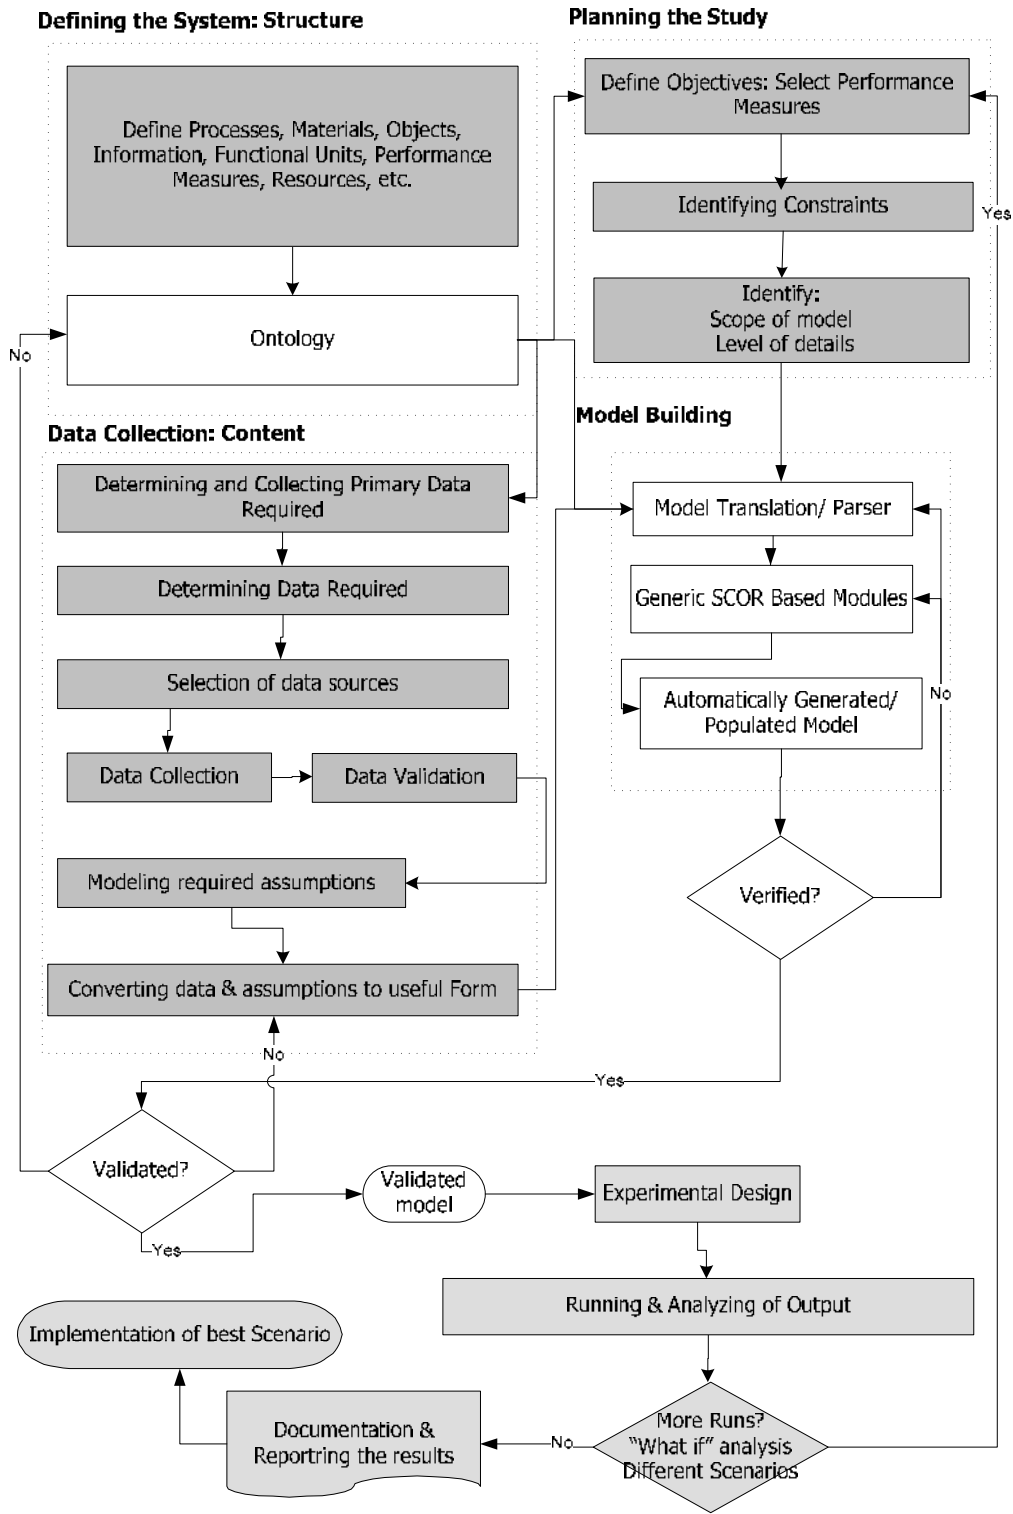 Defining the System: Structure
Define Processes, Materials, Objects,
Information, Functional Units, Performance
Measures, Resources, etc.
Ontology
No
Planning the Study
Define Objectives: Select Performance
Measures
Identifying Constraints
Yes
Identify:
Scope of model
Level of details
Data Collection: Content
Determining and Collecting Primary Data
Required
Determining Data Required
Selection of data sources
Data Collection
Data Validation
Modeling required assumptions
Converting data & assumptions to useful Form
No
Model Building
Model Translation/ Parser
Generic SCOR Based Modules
Automatically Generated/
Populated Model
No
Verified?
Yes
Validated?
Yes
Validated
model
Experimental Design
Running & Analyzing of Output
More Runs?
"What if" analysis
Different Scenarios
No
Documentation &
Reportring the results
Implementation of best Scenario